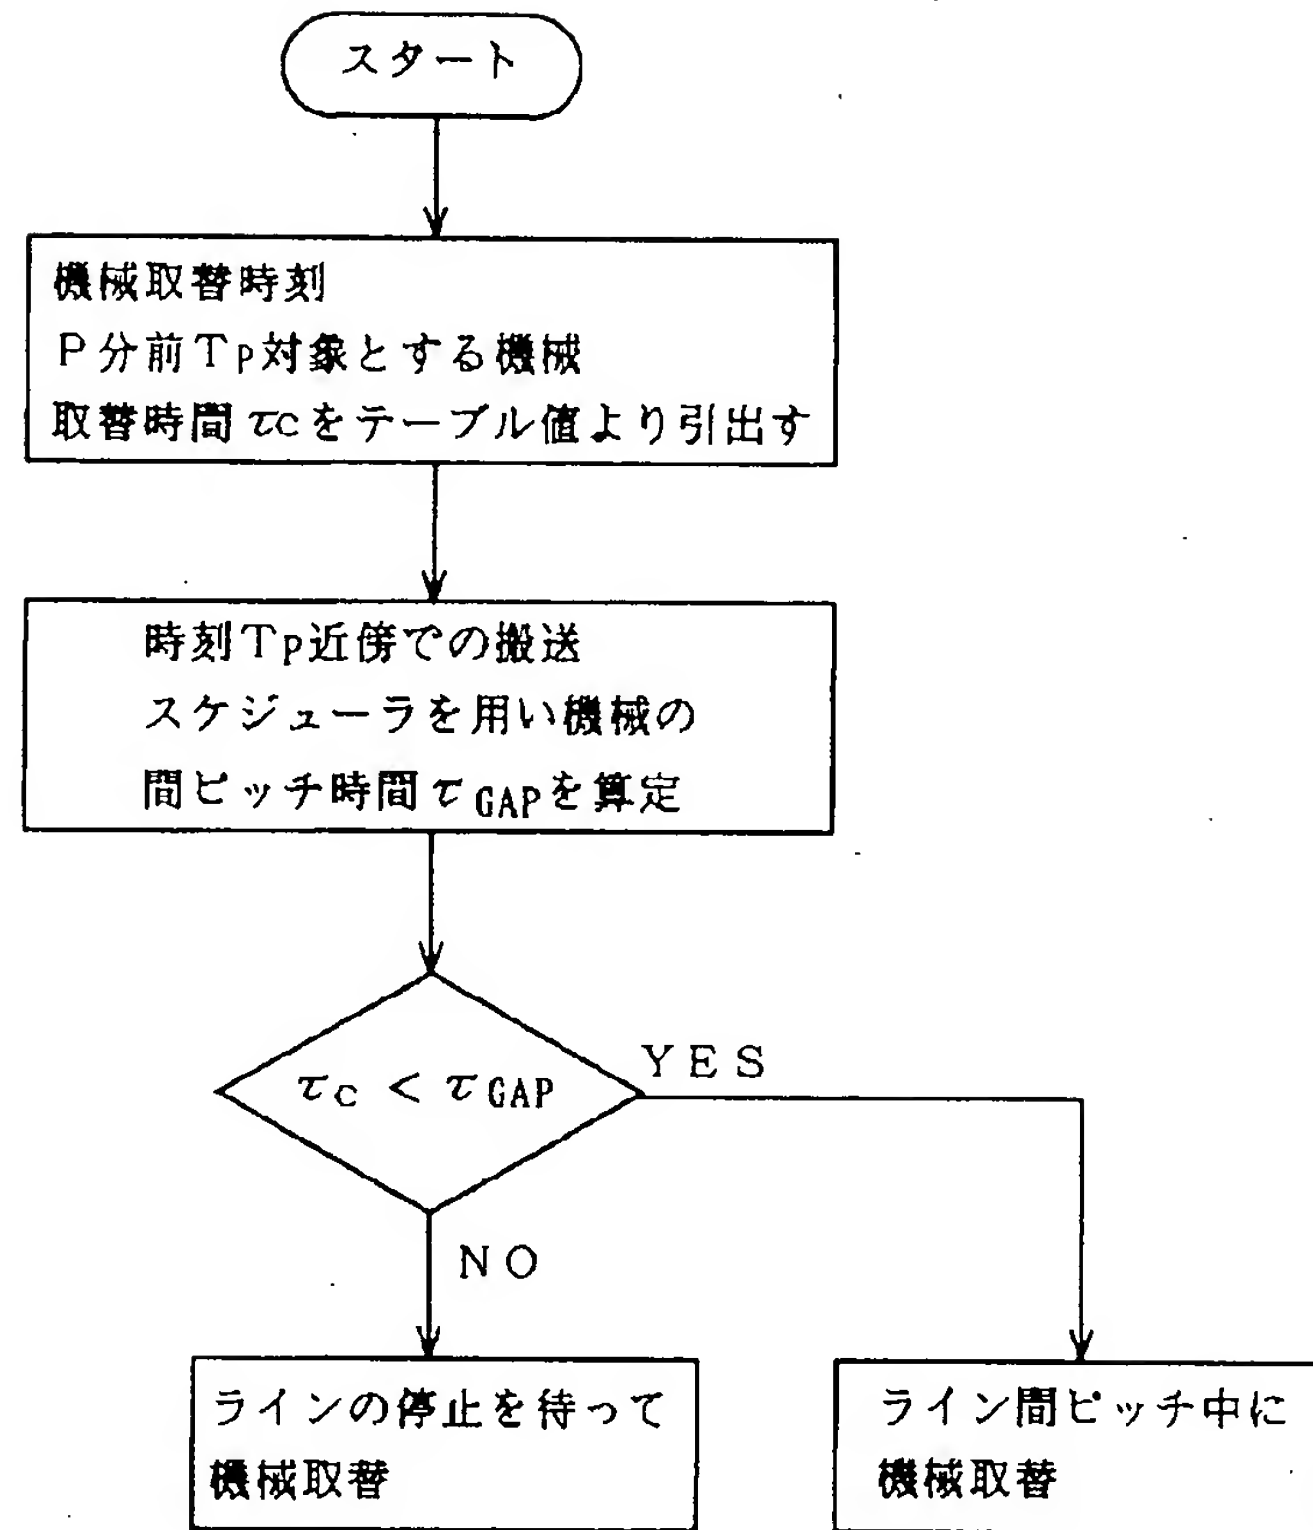 スタート
機械取替時刻
P分前Tp対象とする機械
取替時間τcをテーブル値より引出す
時刻Tp近傍での搬送
スケジューラを用い機械の
間ピッチ時間τGAPを算定
τc < τGAP
YES
NO
ラインの停止を待って
機械取替
ライン間ピッチ中に
機械取替